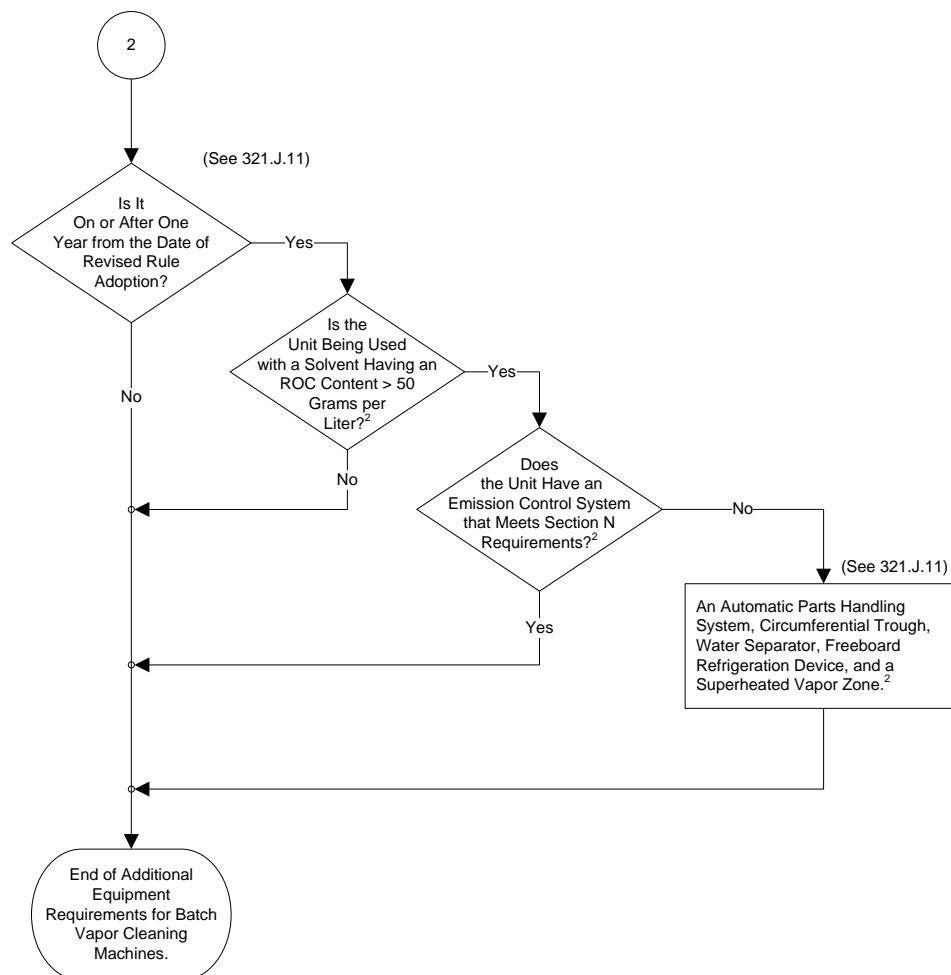 2
(See 321.J.11)
Is It
On or After One
Year from the Date of
Revised Rule
Adoption?
Yes
No
Is the
Unit Being Used
with a Solvent Having an
ROC Content > 50
Grams per
Liter?2
Yes
No
Does
the Unit Have an
Emission Control System
that Meets Section N
Requirements?2
No
Yes
(See 321.J.11)
An Automatic Parts Handling
System, Circumferential Trough,
Water Separator, Freeboard
Refrigeration Device, and a
Superheated Vapor Zone.2
End of Additional
Equipment
Requirements for Batch
Vapor Cleaning
Machines.